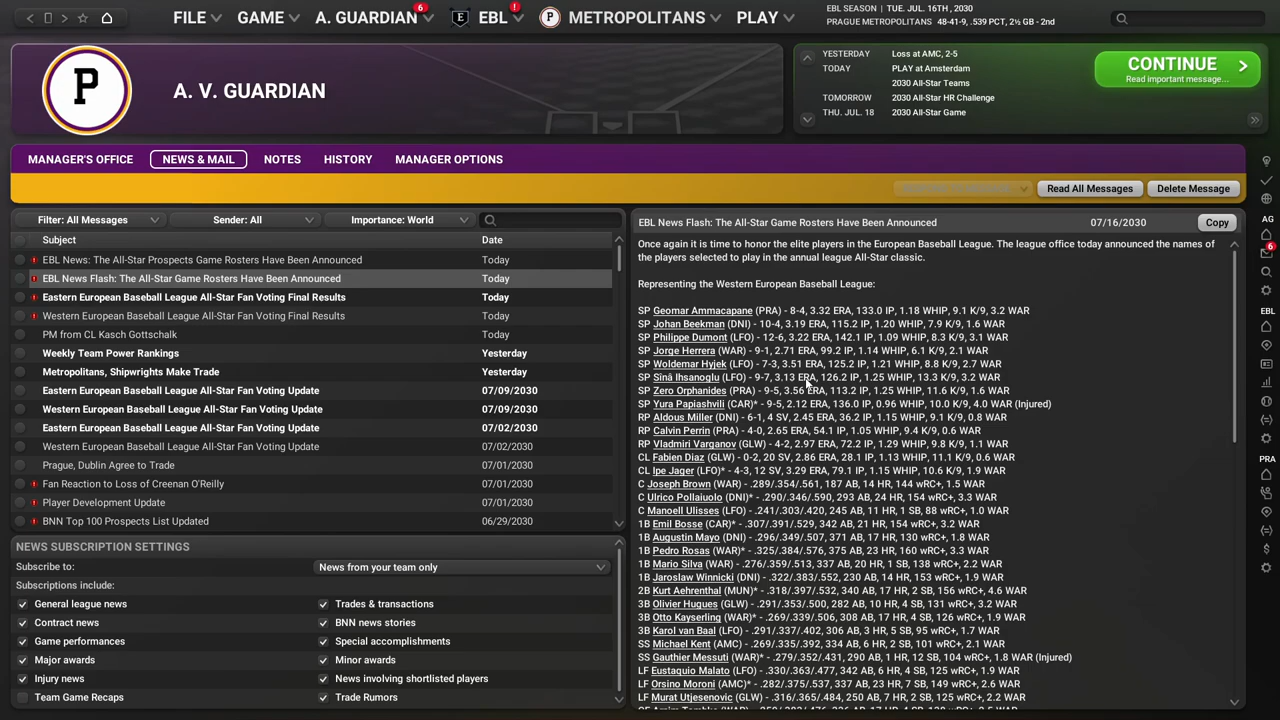 FILE
GAME
A. GUARDIAN
6
E
EBL
!
P
METROPOLITANS
PLAY
EBL SEASON | TUE. JUL. 16TH , 2030
PRAGUE METROPOLITANS 48-41-9, .539 PCT, 2½ GB - 2nd
P
A. V. GUARDIAN
YESTERDAY Loss at AMC, 2-5
TODAY PLAY at Amsterdam
2030 All-Star Teams
TOMORROW 2030 All-Star HR Challenge
THU. JUL. 18 2030 All-Star Game
CONTINUE
Read important message...
MANAGER'S OFFICE
NEWS & MAIL
NOTES
HISTORY
MANAGER OPTIONS
Read All Messages
Delete Message
Filter: All Messages
Sender: All
Importance: World
Subject Date
EBL News: The All-Star Prospects Game Rosters Have Been Announced Today
EBL News Flash: The All-Star Game Rosters Have Been Announced Today
Eastern European Baseball League All-Star Fan Voting Final Results Today
Western European Baseball League All-Star Fan Voting Final Results Today
PM from CL Kasch Gottschalk Today
Weekly Team Power Rankings Yesterday
Metropolitans, Shipwrights Make Trade Yesterday
Eastern European Baseball League All-Star Fan Voting Update 07/09/2030
Western European Baseball League All-Star Fan Voting Update 07/09/2030
Eastern European Baseball League All-Star Fan Voting Update 07/02/2030
Western European Baseball League All-Star Fan Voting Update 07/02/2030
Prague, Dublin Agree to Trade 07/01/2030
Fan Reaction to Loss of Creenan O'Reilly 07/01/2030
Player Development Update 07/01/2030
BNN Top 100 Prospects List Updated 06/29/2030
NEWS SUBSCRIPTION SETTINGS
Subscribe to: News from your team only
Subscriptions include:
General league news Trades & transactions
Contract news BNN news stories
Game performances Special accomplishments
Major awards Minor awards
Injury news News involving shortlisted players
Team Game Recaps Trade Rumors
EBL News Flash: The All-Star Game Rosters Have Been Announced 07/16/2030 Copy
Once again it is time to honor the elite players in the European Baseball League. The league office today announced the names of
the players selected to play in the annual league All-Star classic.
Representing the Western European Baseball League:
SP Geomar Ammacapane (PRA) - 8-4, 3.32 ERA, 133.0 IP, 1.18 WHIP, 9.1 K/9, 3.2 WAR
SP Johan Beekman (DNI) - 10-4, 3.19 ERA, 115.2 IP, 1.20 WHIP, 7.9 K/9, 1.6 WAR
SP Philippe Dumont (LFO) - 12-6, 3.22 ERA, 142.1 IP, 1.09 WHIP, 8.3 K/9, 3.1 WAR
SP Jorge Herrera (WAR) - 9-1, 2.71 ERA, 99.2 IP, 1.14 WHIP, 6.1 K/9, 2.1 WAR
SP Woldemar Hyjek (LFO) - 7-3, 3.51 ERA, 125.2 IP, 1.21 WHIP, 8.8 K/9, 2.7 WAR
SP Sînâ Ihsanoglu (LFO) - 9-7, 3.13 ERA, 126.2 IP, 1.25 WHIP, 13.3 K/9, 3.2 WAR
SP Zero Orphanides (PRA) - 9-5, 3.56 ERA, 113.2 IP, 1.25 WHIP, 11.6 K/9, 1.6 WAR
SP Yura Papiashvili (CAR)* - 9-5, 2.12 ERA, 136.0 IP, 0.96 WHIP, 10.0 K/9, 4.0 WAR (Injured)
RP Aldous Miller (DNI) - 6-1, 4 SV, 2.45 ERA, 36.2 IP, 1.15 WHIP, 9.1 K/9, 0.8 WAR
RP Calvin Perrin (PRA) - 4-0, 2.65 ERA, 54.1 IP, 1.05 WHIP, 9.4 K/9, 0.6 WAR
RP Vladmiri Varganov (GLW) - 4-2, 2.97 ERA, 72.2 IP, 1.29 WHIP, 9.8 K/9, 1.1 WAR
CL Fabien Diaz (GLW) - 0-2, 20 SV, 2.86 ERA, 28.1 IP, 1.13 WHIP, 11.1 K/9, 0.6 WAR
CL Ipe Jager (LFO)* - 4-3, 12 SV, 3.29 ERA, 79.1 IP, 1.15 WHIP, 10.6 K/9, 1.9 WAR
C Joseph Brown (WAR) - .289/.354/.561, 187 AB, 14 HR, 144 wRC+, 1.5 WAR
C Ulrico Pollaiuolo (DNI)* - .290/.346/.590, 293 AB, 24 HR, 154 wRC+, 3.3 WAR
C Manoell Ulisses (LFO) - .241/.303/.420, 245 AB, 11 HR, 1 SB, 88 wRC+, 1.0 WAR
1B Emil Bosse (CAR)* - .307/.391/.529, 342 AB, 21 HR, 154 wRC+, 3.2 WAR
1B Augustin Mayo (DNI) - .296/.349/.507, 371 AB, 17 HR, 130 wRC+, 1.8 WAR
1B Pedro Rosas (WAR)* - .325/.384/.576, 375 AB, 23 HR, 160 wRC+, 3.3 WAR
1B Mario Silva (WAR) - .276/.359/.513, 337 AB, 20 HR, 1 SB, 138 wRC+, 2.2 WAR
1B Jaroslaw Winnicki (DNI) - .322/.383/.552, 230 AB, 14 HR, 153 wRC+, 1.9 WAR
2B Kurt Aehrenthal (MUN)* - .318/.397/.532, 340 AB, 17 HR, 2 SB, 156 wRC+, 4.6 WAR
3B Olivier Hugues (GLW) - .291/.353/.500, 282 AB, 10 HR, 4 SB, 131 wRC+, 3.2 WAR
3B Otto Kayserling (WAR)* - .269/.339/.506, 308 AB, 17 HR, 4 SB, 126 wRC+, 1.9 WAR
3B Karol van Baal (LFO) - .291/.337/.402, 306 AB, 3 HR, 5 SB, 95 wRC+, 1.7 WAR
SS Michael Kent (AMC) - .269/.335/.392, 334 AB, 6 HR, 2 SB, 101 wRC+, 2.1 WAR
SS Gauthier Messuti (WAR)* - .279/.352/.431, 290 AB, 1 HR, 12 SB, 104 wRC+, 1.8 WAR (Injured)
LF Eustaquio Malato (LFO) - .330/.363/.477, 342 AB, 6 HR, 4 SB, 125 wRC+, 1.9 WAR
LF Orsino Moroni (AMC)* - .282/.375/.537, 337 AB, 23 HR, 7 SB, 149 wRC+, 2.6 WAR
LF Murat Utjesenovic (GLW) - .316/.365/.484, 250 AB, 7 HR, 2 SB, 125 wRC+, 2.2 WAR
AG
6
EBL
PRA